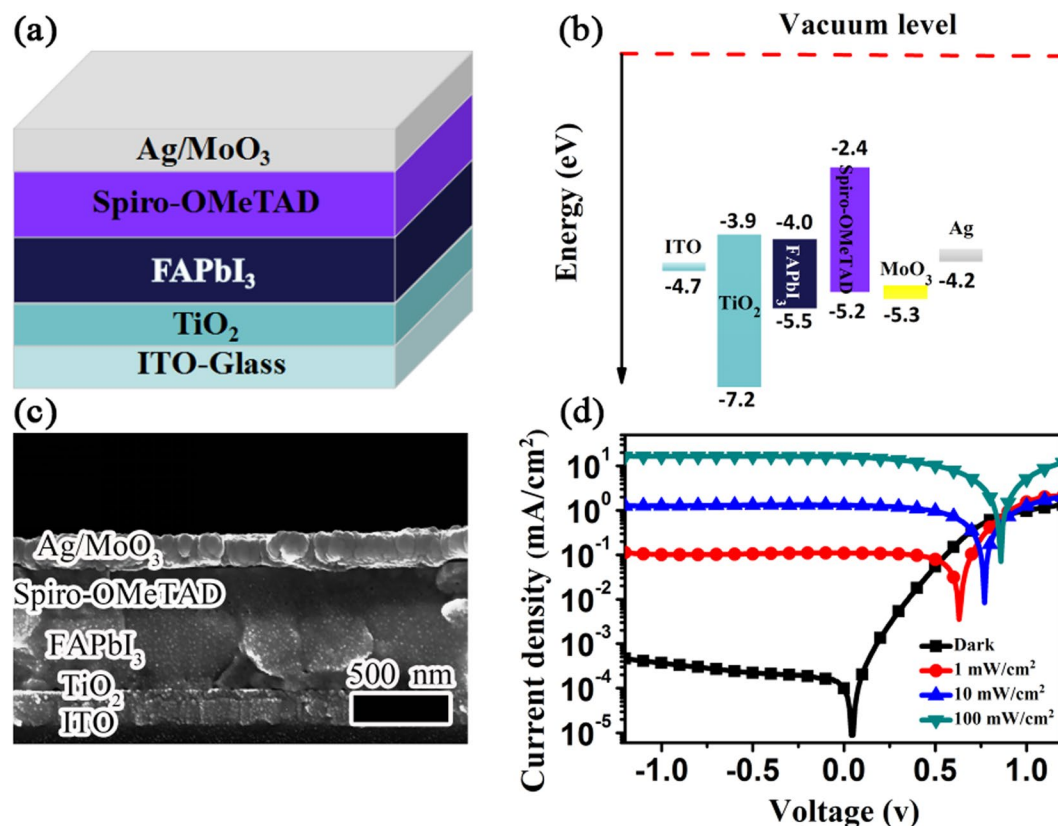 (a)
Ag/MoO₃
Spiro-OMeTAD
FAPbI₃
TiO₂
ITO-Glass
(b)
Vacuum level
Energy (eV)
-2.4
-3.9
-4.0
ITO
Ag
-4.7
TiO₂
FAPbI₃
Spiro-OMeTAD
MoO₃
-4.2
-5.5
-5.2
-5.3
-7.2
(c)
Ag/MoO₃
Spiro-OMeTAD
FAPbI₃
TiO₂
ITO
500 nm
(d)
Current density (mA/cm²)
10¹
10⁰
10⁻¹
10⁻²
10⁻³
10⁻⁴
10⁻⁵
Dark
1 mW/cm²
10 mW/cm²
100 mW/cm²
-1.0 -0.5 0.0 0.5 1.0
Voltage (v)